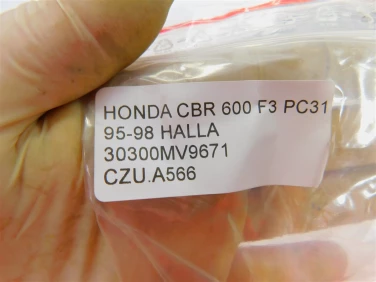 HONDA CBR 600 F3 PC31
95-98 HALLA
30300MV9671
CZU.A566